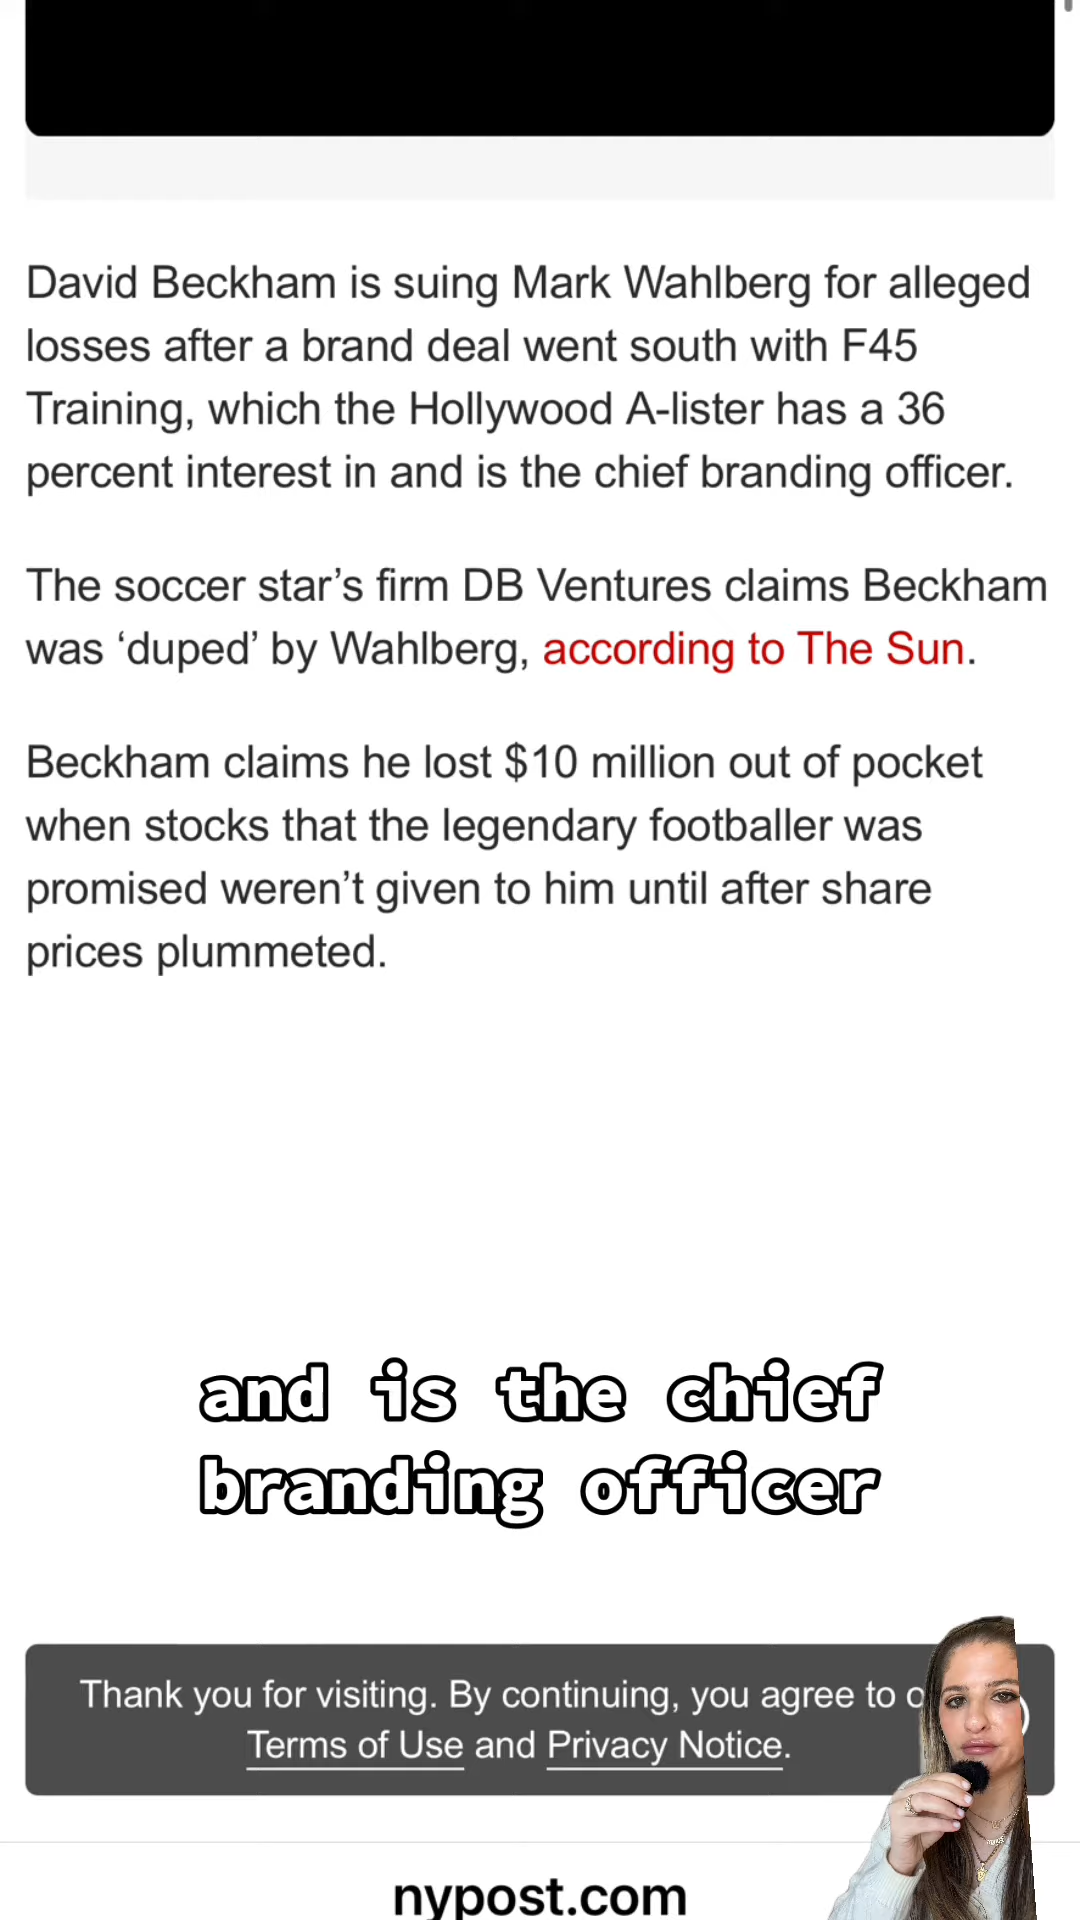 David Beckham is suing Mark Wahlberg for alleged
losses after a brand deal went south with F45
Training, which the Hollywood A-lister has a 36
percent interest in and is the chief branding officer.
The soccer star’s firm DB Ventures claims Beckham
was ‘duped’ by Wahlberg, according to The Sun.
Beckham claims he lost $10 million out of pocket
when stocks that the legendary footballer was
promised weren’t given to him until after share
prices plummeted.
and is the chief
branding officer
Thank you for visiting. By continuing, you agree to
Terms of Use and Privacy Notice.
nypost.com